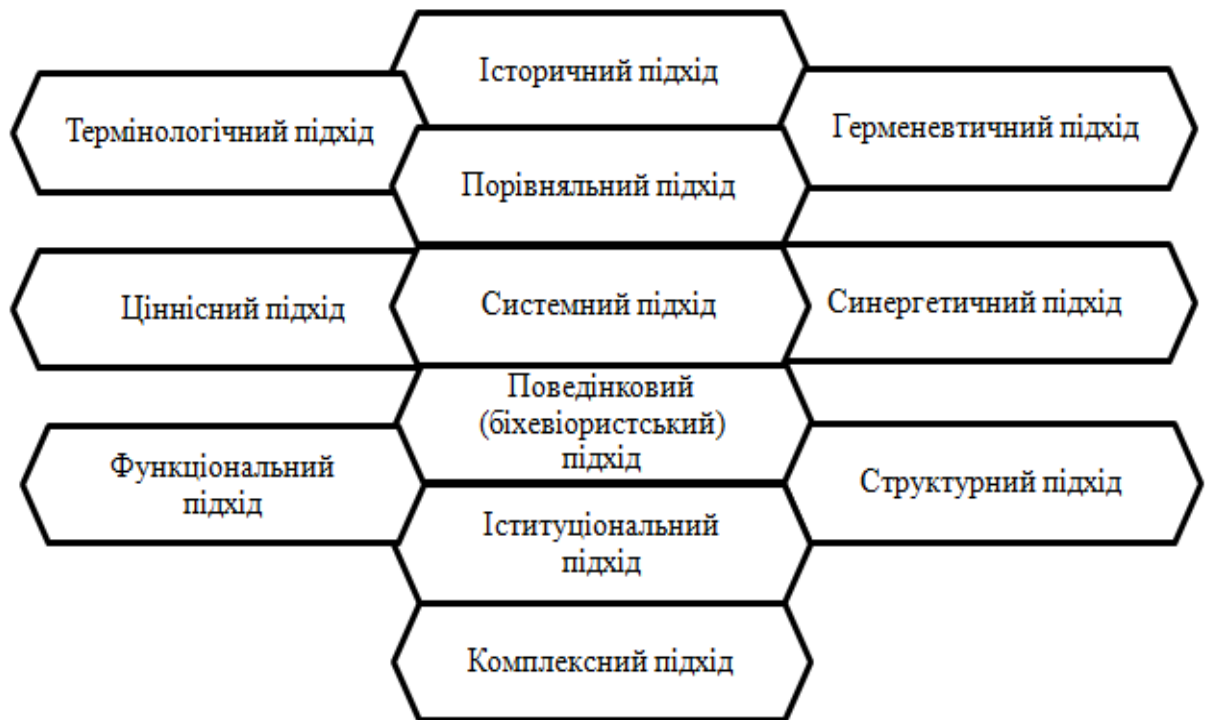 Історичний підхід
Термінологічний підхід
Герменевтичний підхід
Порівняльний підхід
Ціннісний підхід
Системний підхід
Синергетичний підхід
Поведінковий
(біхевіористський)
підхід
Функціональний
підхід
Структурний підхід
Іституціональний
підхід
Комплексний підхід